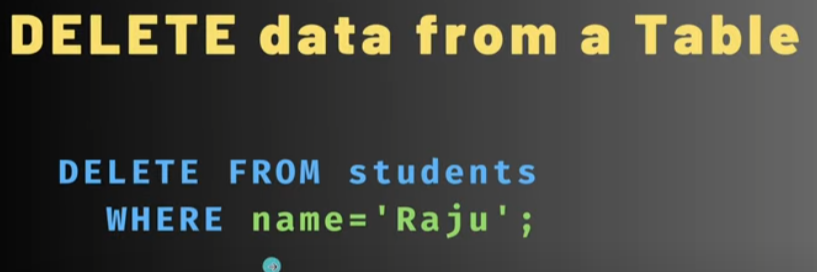 DELETE data from a Table
DELETE FROM students
WHERE name='Raju';